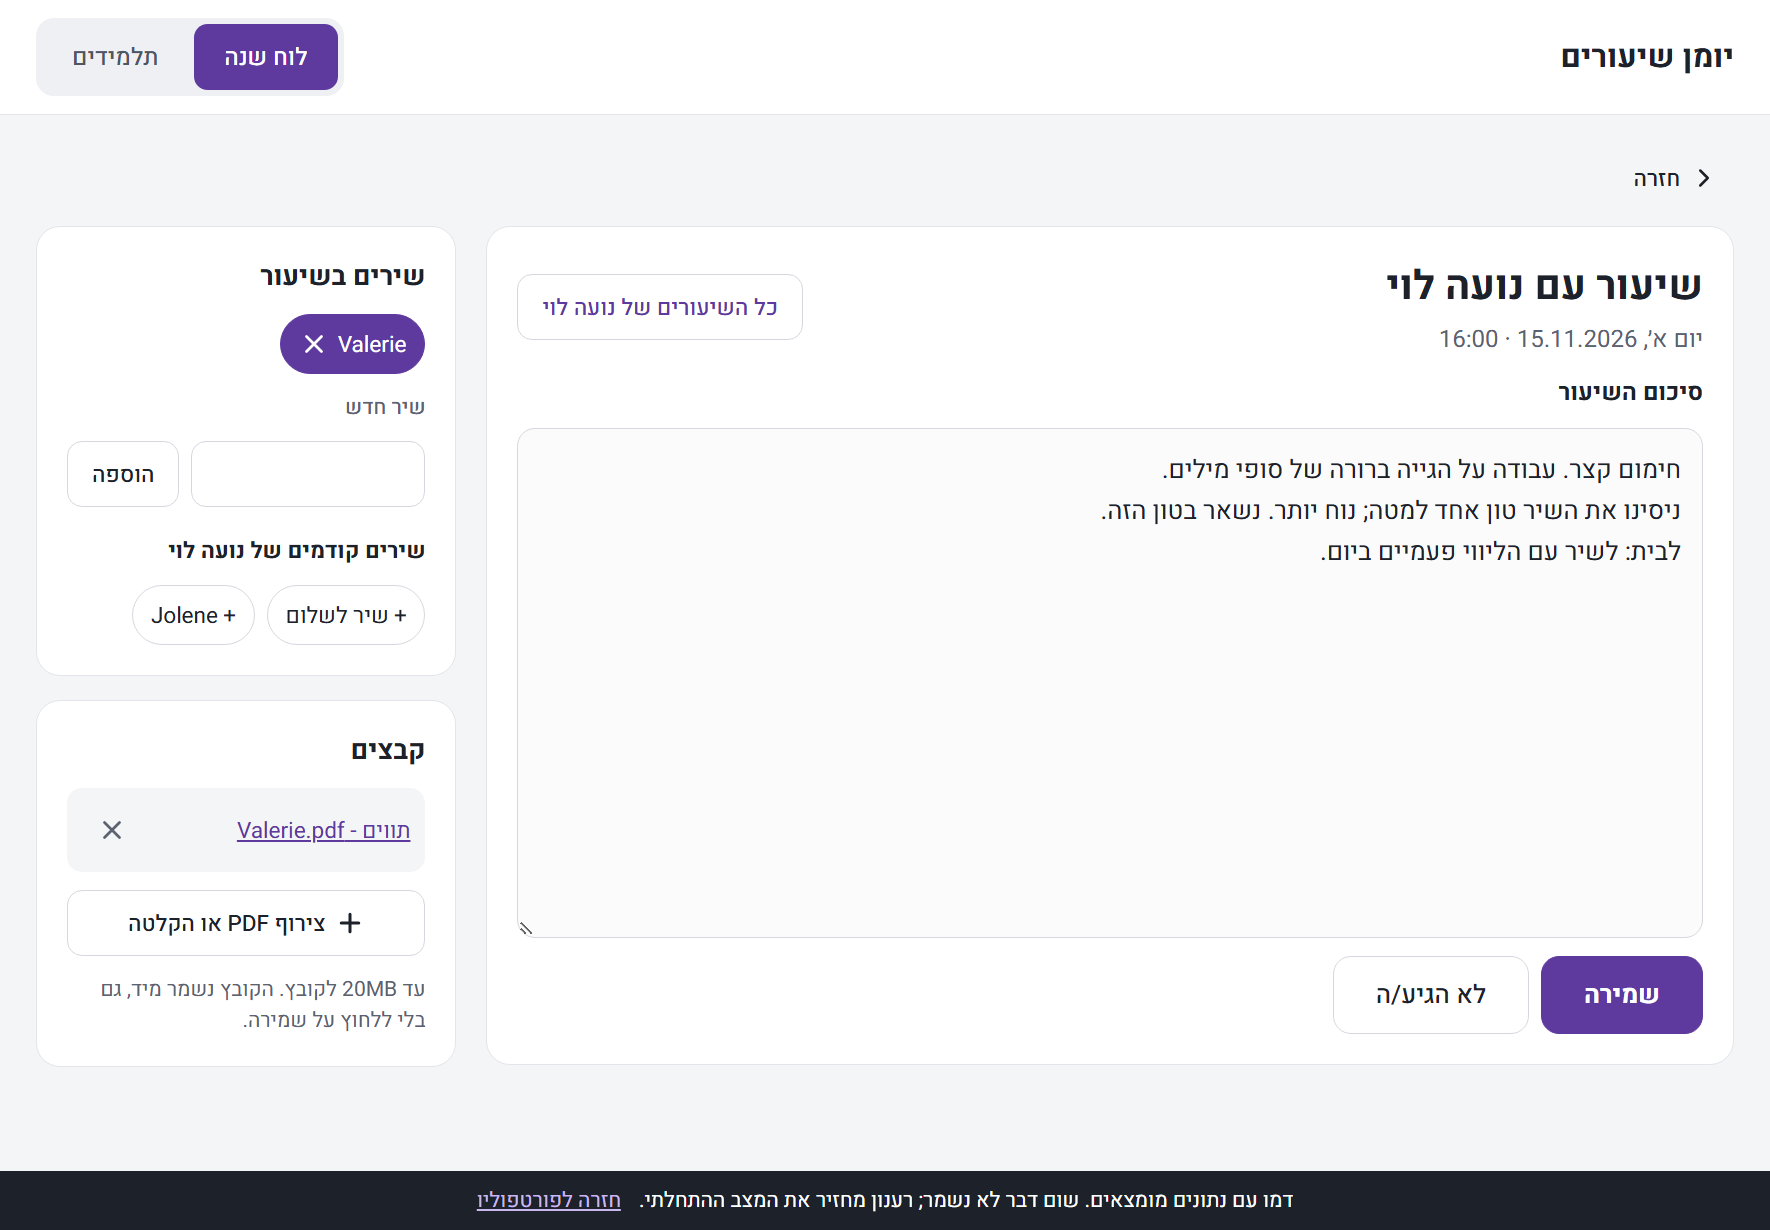 יומן שיעורים
לוח שנה
תלמידים
חזרה
שיעור עם נועה לוי
כל השיעורים של נועה לוי
יום א׳, 15.11.2026 · 16:00
סיכום השיעור
חימום קצר. עבודה על הגייה ברורה של סופי מילים.
ניסינו את השיר טון אחד למטה; נוח יותר. נשאר בטון הזה.
לבית: לשיר עם הליווי פעמיים ביום.
שמירה
לא הגיע/ה
שירים בשיעור
Valerie
שיר חדש
הוספה
שירים קודמים של נועה לוי
+ שיר לשלום
+ Jolene
קבצים
תווים - Valerie.pdf
צירוף PDF או הקלטה
עד 20MB לקובץ. הקובץ נשמר מיד, גם
בלי ללחוץ על שמירה.
דמו עם נתונים מומצאים. שום דבר לא נשמר; רענון מחזיר את המצב ההתחלתי. חזרה לפורטפוליו